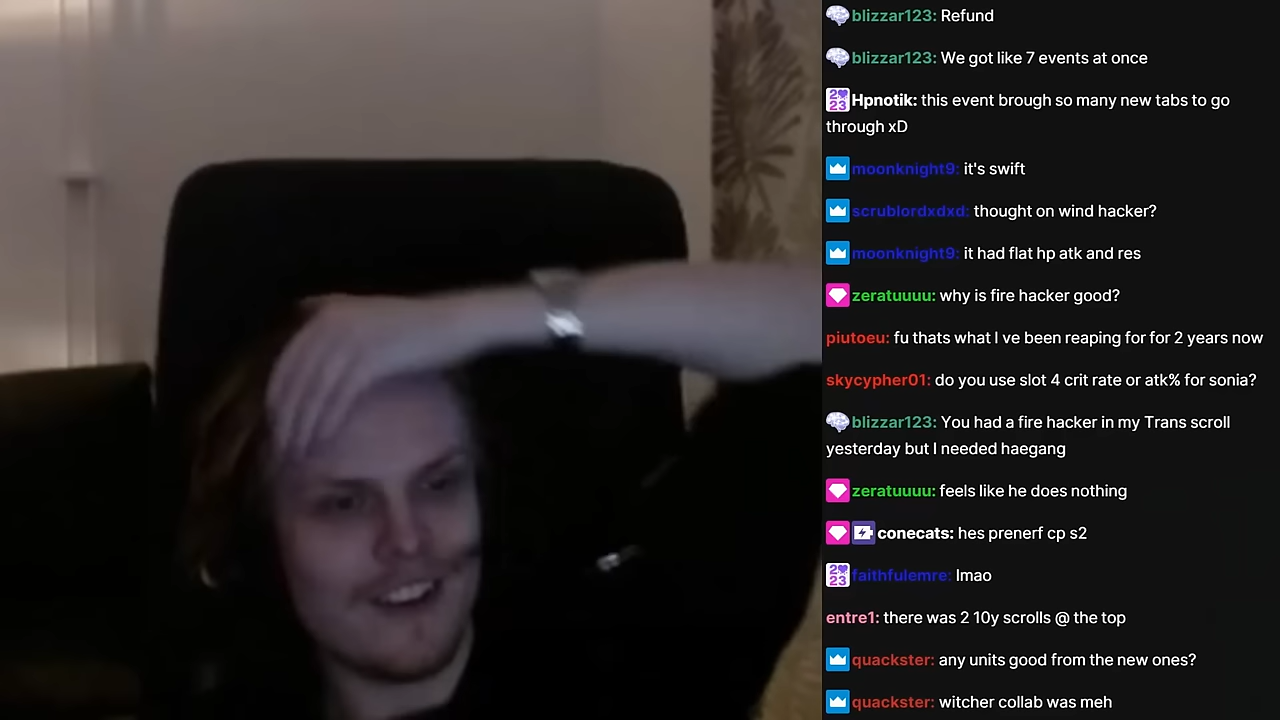 blizzar123: Refund
blizzar123: We got like 7 events at once
2023 Hpnotik: this event brough so many new tabs to go
through xD
moonknight9: it's swift
scrublordxdxd: thought on wind hacker?
moonknight9: it had flat hp atk and res
zeratuuuu: why is fire hacker good?
piutoeu: fu thats what I ve been reaping for for 2 years now
skycypher01: do you use slot 4 crit rate or atk% for sonia?
blizzar123: You had a fire hacker in my Trans scroll
yesterday but I needed haegang
zeratuuuu: feels like he does nothing
conecats: hes prenerf cp s2
2023 faithfulemre: lmao
entre1: there was 2 10y scrolls @ the top
quackster: any units good from the new ones?
quackster: witcher collab was meh